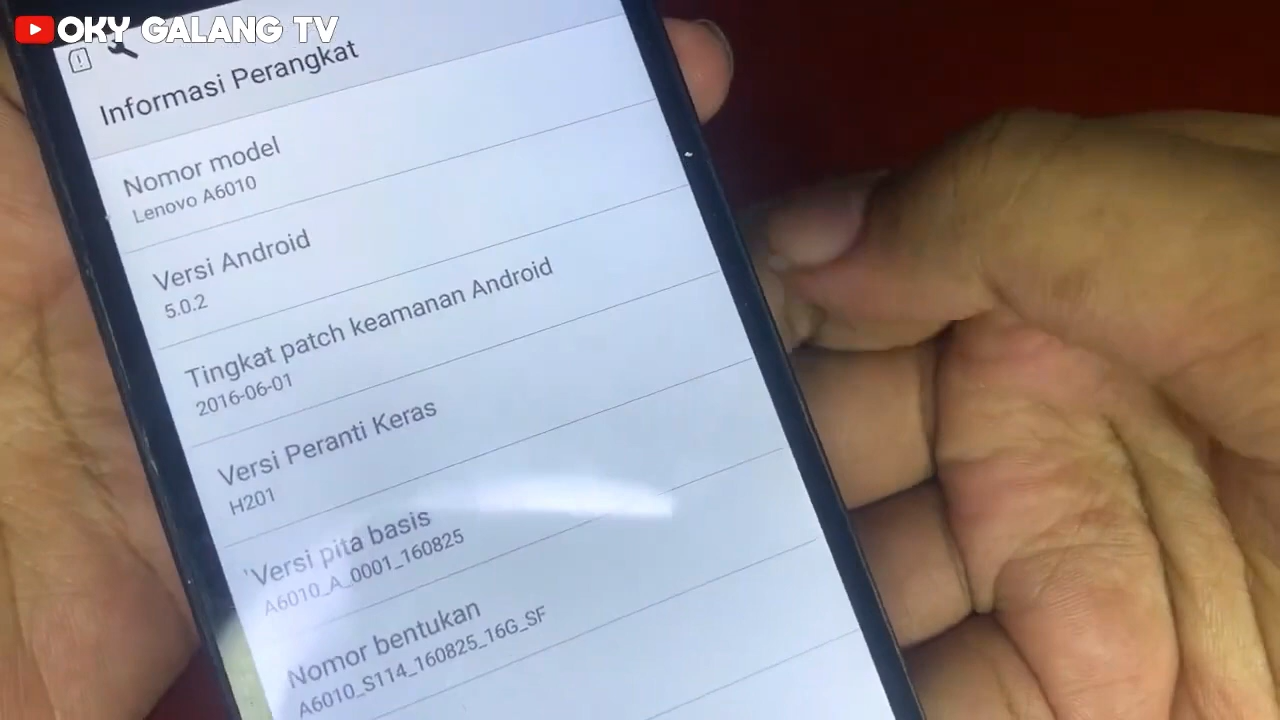 OKY GALANG TV
Informasi Perangkat
Nomor model
Lenovo A6010
Versi Android
5.0.2
Tingkat patch keamanan Android
2016-06-01
Versi Peranti Keras
H201
'Versi pita basis
A6010_A_0001_160825
Nomor bentukan
A6010_S114_160825_16G_SF